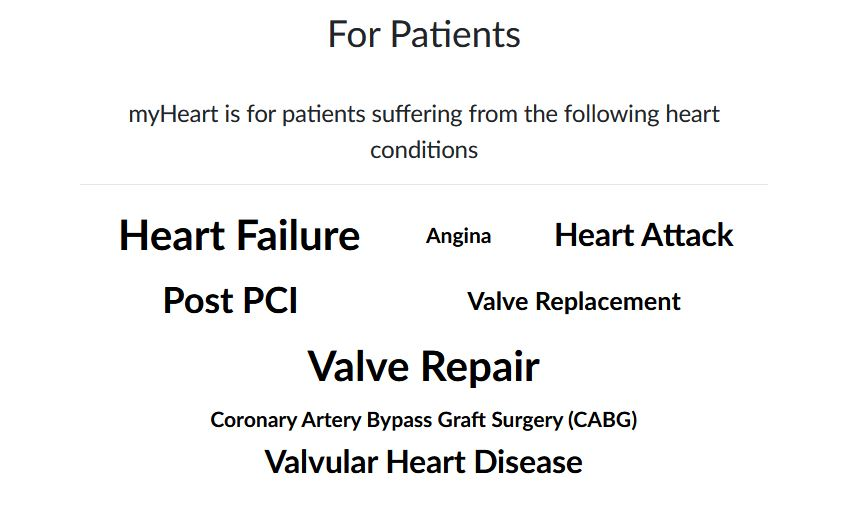 For Patients
myHeart is for patients suffering from the following heart
conditions
Heart Failure Angina Heart Attack
Post PCI Valve Replacement
Valve Repair
Coronary Artery Bypass Graft Surgery (CABG)
Valvular Heart Disease